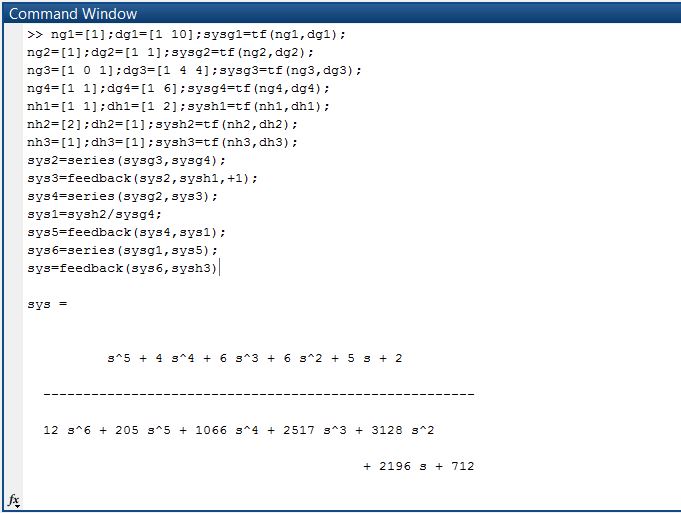 Command Window
>> ng1=[1];dg1=[1 10];sysg1=tf(ng1,dg1);
ng2=[1];dg2=[1 1];sysg2=tf(ng2,dg2);
ng3=[1 0 1];dg3=[1 4 4];sysg3=tf(ng3,dg3);
ng4=[1 1];dg4=[1 6];sysg4=tf(ng4,dg4);
nh1=[1 1];dh1=[1 2];sysh1=tf(nh1,dh1);
nh2=[2];dh2=[1];sysh2=tf(nh2,dh2);
nh3=[1];dh3=[1];sysh3=tf(nh3,dh3);
sys2=series(sysg3,sysg4);
sys3=feedback(sys2,sysh1,+1);
sys4=series(sysg2,sys3);
sys1=sysh2/sysg4;
sys5=feedback(sys4,sys1);
sys6=series(sysg1,sys5);
sys=feedback(sys6,sysh3)
sys =
s^5 + 4 s^4 + 6 s^3 + 6 s^2 + 5 s + 2
------------------------------------------------------
12 s^6 + 205 s^5 + 1066 s^4 + 2517 s^3 + 3128 s^2
+ 2196 s + 712
fx